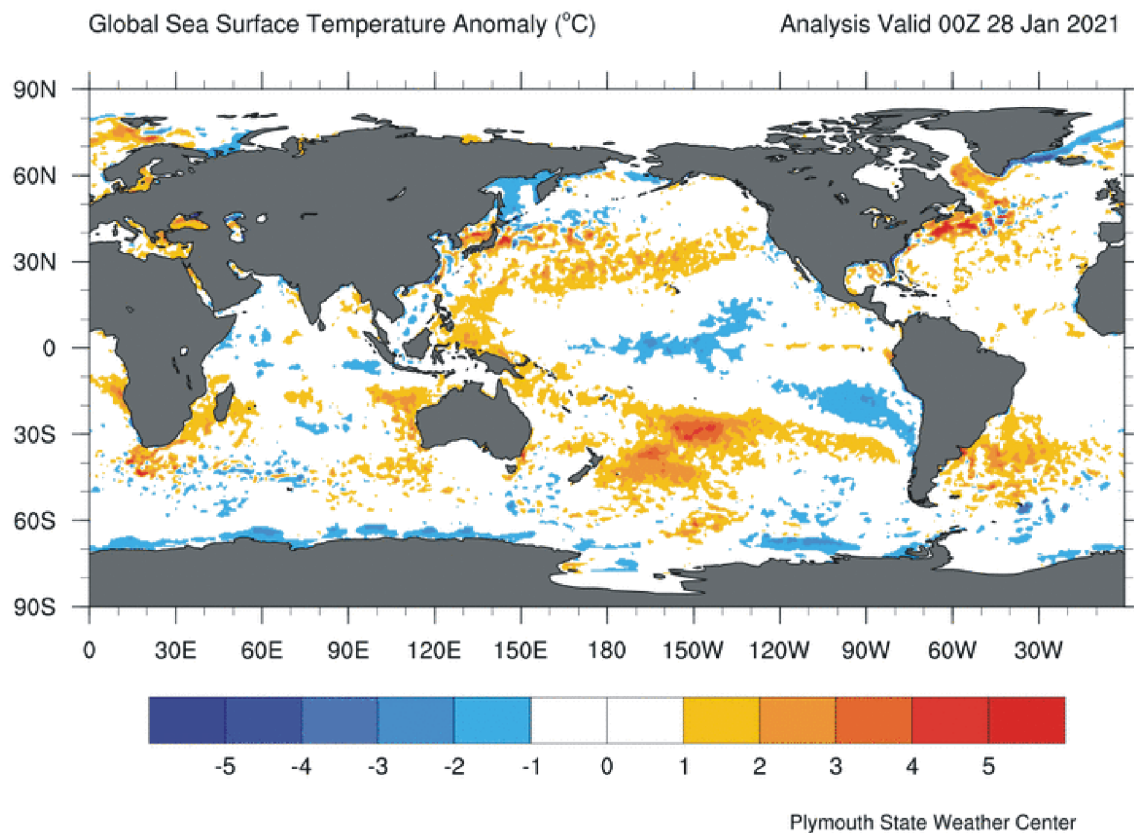 Global Sea Surface Temperature Anomaly (°C) Analysis Valid 00Z 28 Jan 2021
90N
60N
30N
0
30S
60S
90S
0 30E 60E 90E 120E 150E 180 150W 120W 90W 60W 30W
-5 -4 -3 -2 -1 0 1 2 3 4 5
Plymouth State Weather Center